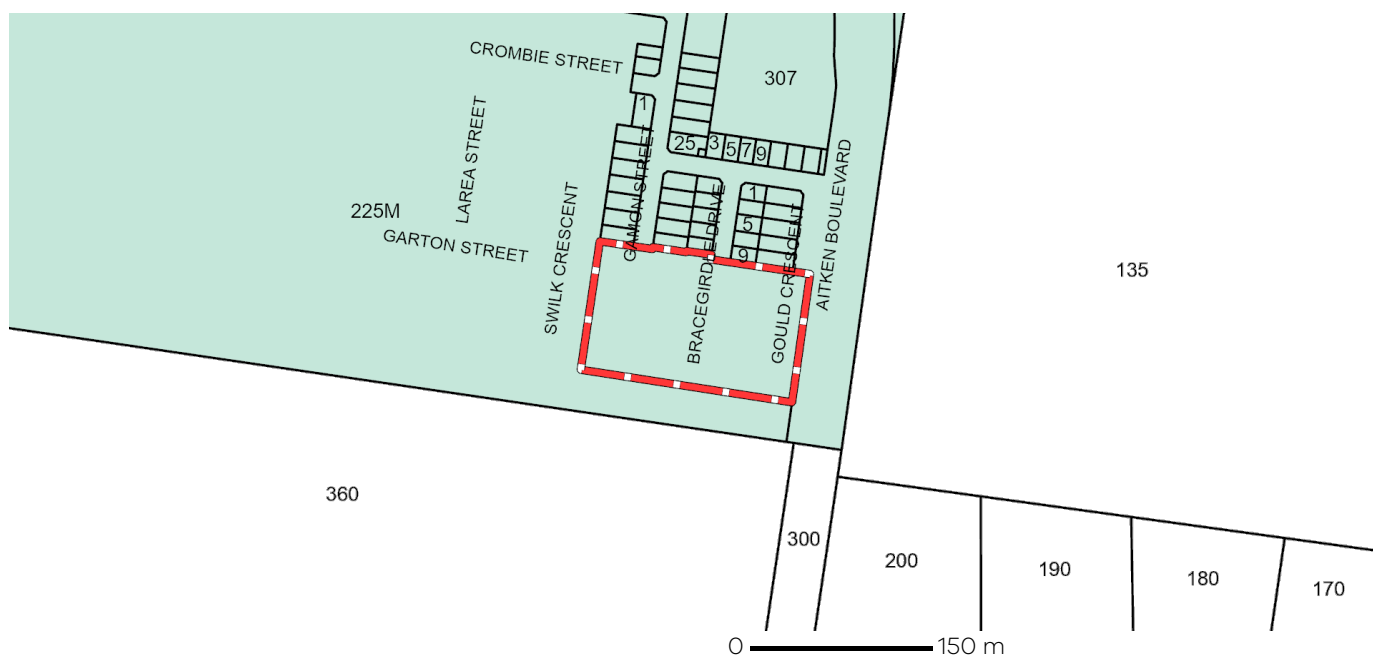 CROMBIE STREET
307
1
LAREA STREET
25
3
5
7
9
GAMON STREET
AITKEN BOULEVARD
SWILK CRESCENT
BRACEGIRDLE DRIVE
1
GOULD CRESCENT
225M
5
GARTON STREET
9
135
360
300
200
190
180
170
0 150 m